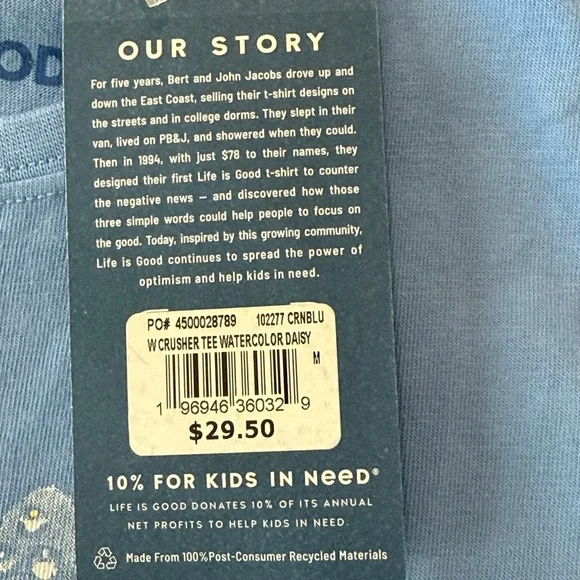 OD
OUR STORY
For five years, Bert and John Jacobs drove up and
down the East Coast, selling their t-shirt designs on
the streets and in college dorms. They slept in their
van, lived on PB&J, and showered when they could.
Then in 1994, with just $78 to their names, they
designed their first Life is Good t-shirt to counter
the negative news — and discovered how those
three simple words could help people to focus on
the good. Today, inspired by this growing community,
Life is Good continues to spread the power of
optimism and help kids in need.
PO# 4500028789 102277 CRNBLU
W CRUSHER TEE WATERCOLOR DAISY
M
1 96946 36032 9
$29.50
10% FOR KIDS IN NeeD®
LIFE IS GOOD DONATES 10% OF ITS ANNUAL
NET PROFITS TO HELP KIDS IN NEED.
Made From 100%Post-Consumer Recycled Materials